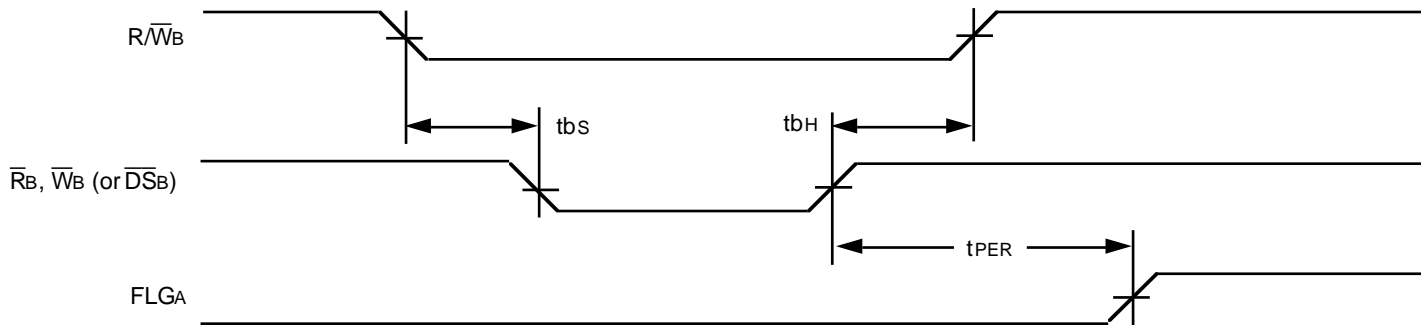 R/W̅B
tbS
tbH
R̅B, W̅B (or D̅S̅B)
tPER
FLGA